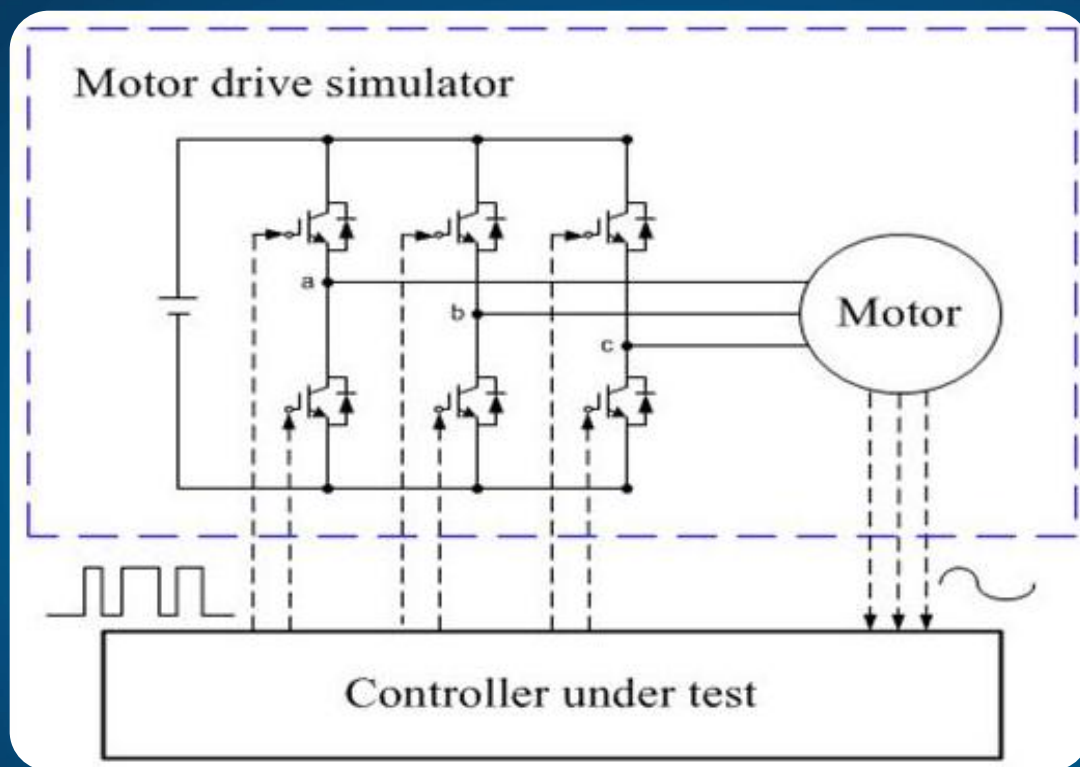 Motor drive simulator
a
b
c
Motor
Controller under test